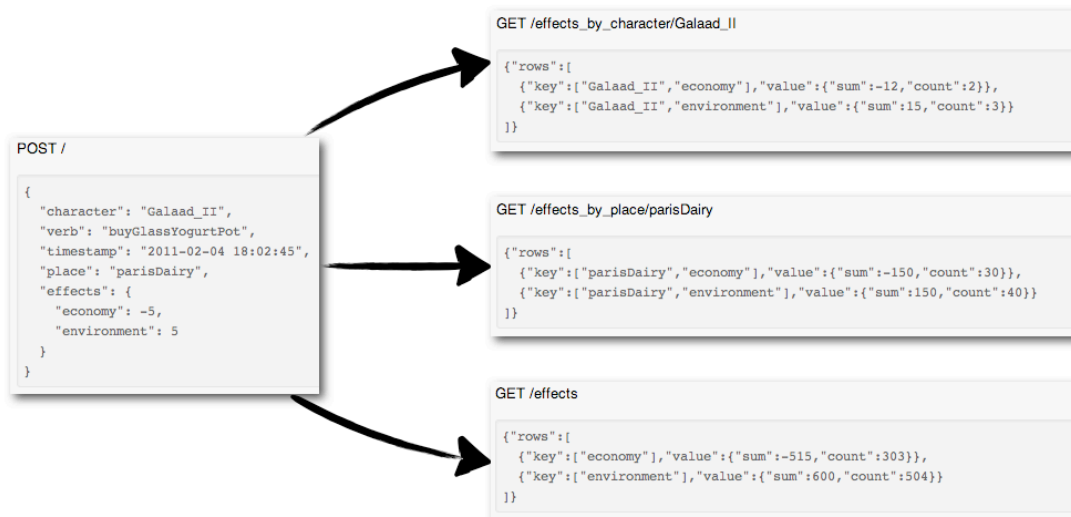 POST /
{
  "character": "Galaad_II",
  "verb": "buyGlassYogurtPot",
  "timestamp": "2011-02-04 18:02:45",
  "place": "parisDairy",
  "effects": {
    "economy": -5,
    "environment": 5
  }
}
GET /effects_by_character/Galaad_II
{"rows":[
  {"key":["Galaad_II","economy"],"value":{"sum":-12,"count":2}},
  {"key":["Galaad_II","environment"],"value":{"sum":15,"count":3}}
]}
GET /effects_by_place/parisDairy
{"rows":[
  {"key":["parisDairy","economy"],"value":{"sum":-150,"count":30}},
  {"key":["parisDairy","environment"],"value":{"sum":150,"count":40}}
]}
GET /effects
{"rows":[
  {"key":["economy"],"value":{"sum":-515,"count":303}},
  {"key":["environment"],"value":{"sum":600,"count":504}}
]}